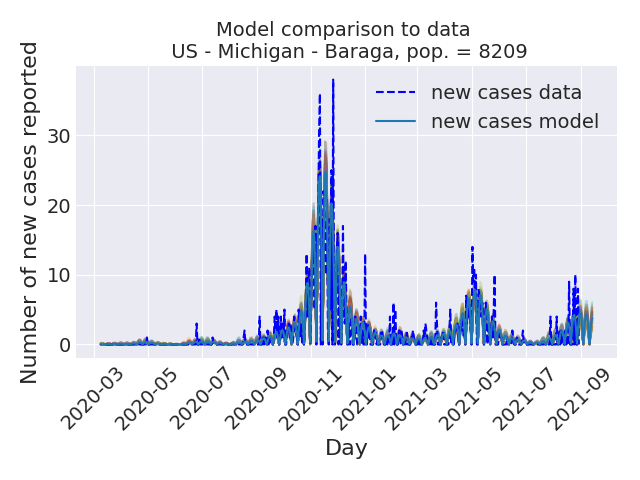 Model comparison to data
US - Michigan - Baraga, pop. = 8209
Number of new cases reported
30
20
10
0
new cases data
new cases model
2020-03
2020-05
2020-07
2020-09
2020-11
2021-01
2021-03
2021-05
2021-07
2021-09
Day